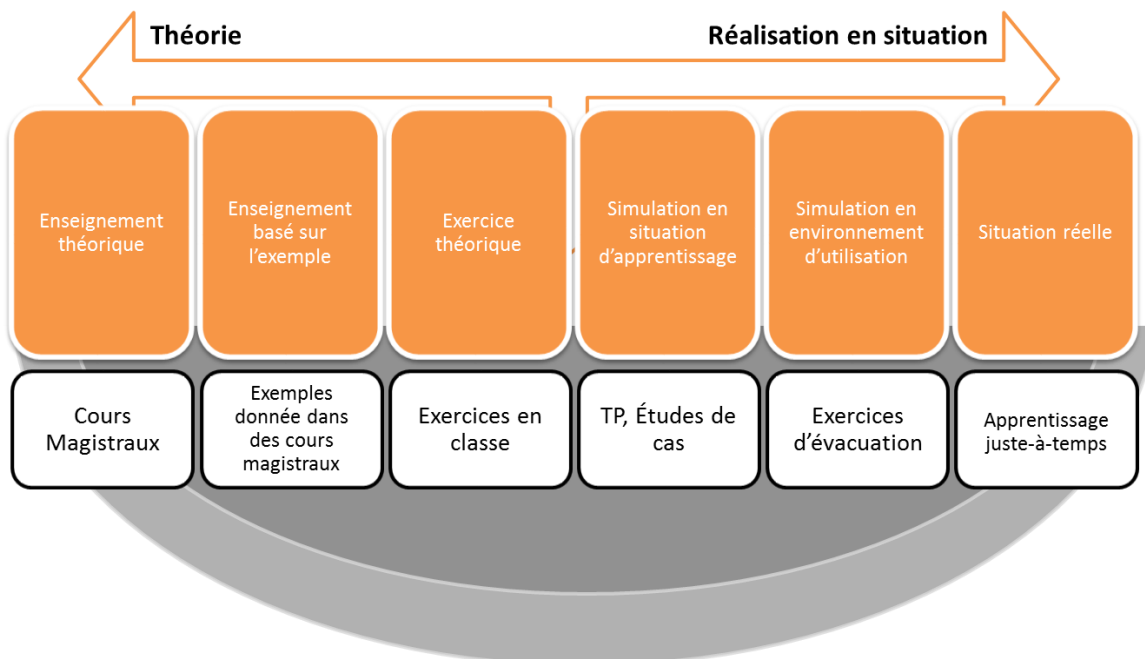 Théorie
Réalisation en situation
Enseignement
théorique
Enseignement
basé sur
l’exemple
Exercice
théorique
Simulation en
situation
d’apprentissage
Simulation en
environnement
d’utilisation
Situation réelle
Cours
Magistraux
Exemples
donnée dans
des cours
magistraux
Exercices en
classe
TP, Études de
cas
Exercices
d’évacuation
Apprentissage
juste-à-temps